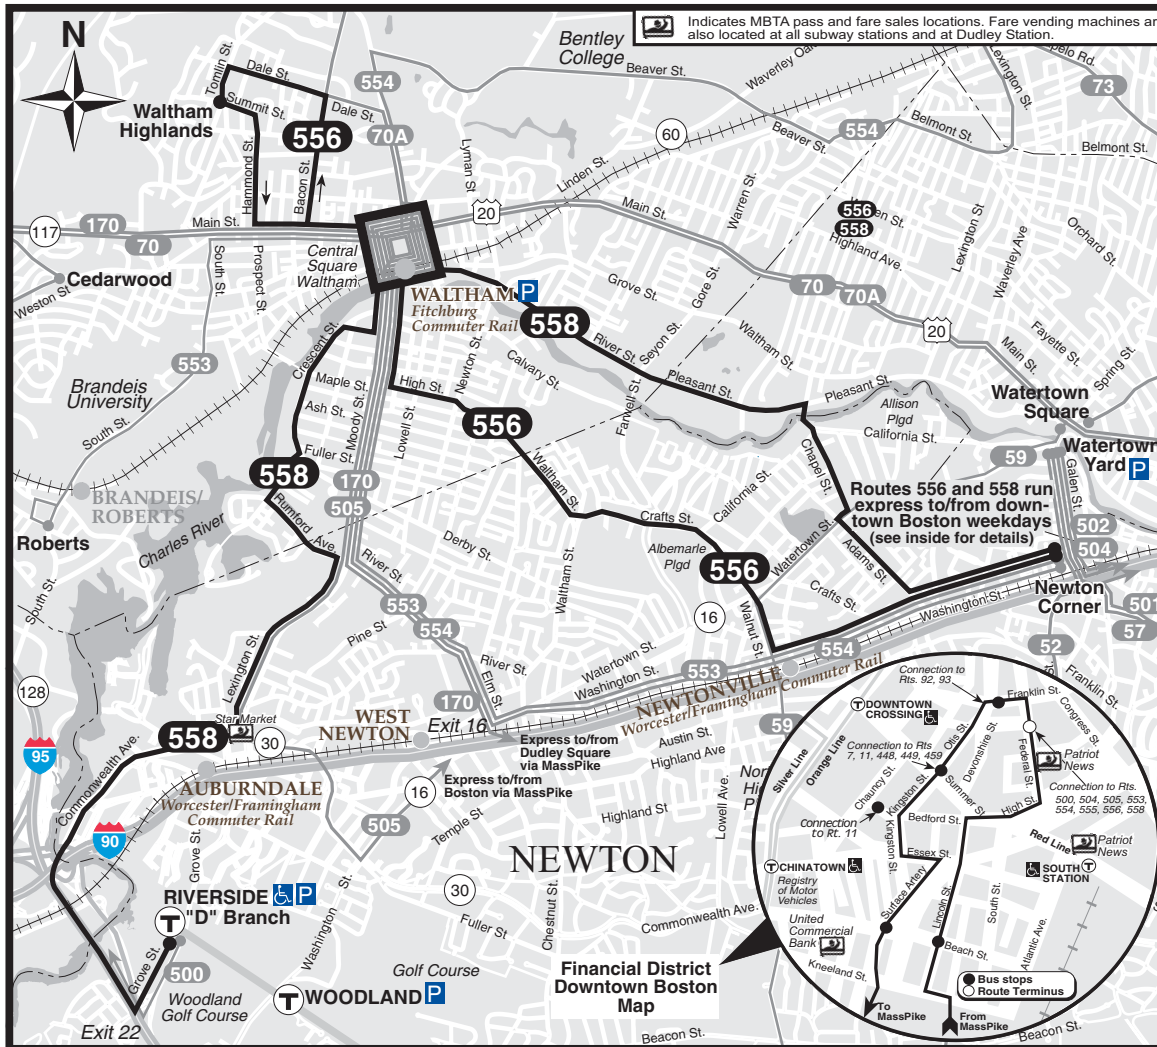 Indicates MBTA pass and fare sales locations. Fare vending machines ar
also located at all subway stations and at Dudley Station.
N
Tomlin St.
Dale St.
Summit St.
Waltham
Highlands
556
Dale St.
554
70A
Hammond St.
Bacon St.
Bentley
College
Beaver St.
Waverley Oa
Lexington St.
elo Rd.
73
60
Lyman St
Linden St.
Beaver St.
554
Belmont St.
Belmont St.
117
170
70
Main St.
20
Main St.
Warren St.
556
558
en St.
Highland Ave.
Lexington St
Waverley Ave
Orchard St.
Cedarwood
Weston St
South St.
Prospect St.
Central
Square
Waltham
WALTHAM
P
Fitchburg
Commuter Rail
558
Grove St.
Gore St.
70
70A
20
Main St.
Fayette St.
Spring St.
553
Crescent St.
Newton St.
River St.
Seyon St.
Waltham St.
Calvary St.
Pleasant St.
Pleasant St.
Brandeis
University
South St.
Maple St.
Ash St.
Fuller St.
Moody St.
High St.
Lowell St.
556
Farwell St.
Allison
Plgd
California St.
Watertown
Square
Watertown
Yard
P
59
Galen St.
558
170
505
Waltham St.
Chapel St.
California St.
BRANDEIS/
ROBERTS
Roberts
Charles River
Rumford Ave.
Routes 556 and 558 run
express to/from down-
town Boston weekdays
(see inside for details)
502
504
Crafts St.
Derby St.
Albemarle
Plgd
556
Watertown St.
Adams St.
Crafts St.
Newton
Corner
501
57
52
South St.
River St.
553
554
Waltham St.
16
Walnut St.
Washington St.
554
Pine St
River St.
Watertown St.
Washington St.
553
Elm St.
170
Exit 16
Lexington St.
NEWTONVILLE
Worcester/Framingham Commuter Rail
128
95
Star Market
558
30
WEST
NEWTON
Express to/from
Dudley Square
via MassPike
Express to/from
Boston via MassPike
16
Austin St.
Highland Ave
59
Franklin St.
Commonwealth Ave.
AUBURNDALE
Worcester/Framingham
Commuter Rail
90
505
Temple St.
Highland St
Lowell Ave.
NEWTON
Grove St.
RIVERSIDE
P
T
"D" Branch
Washington St.
30
Fuller St
Chestnut St.
Commonwealth Ave.
Grove St.
500
Woodland
Golf Course
Exit 22
T
WOODLAND
P
Golf Course
Financial District
Downtown Boston
Map
Beacon St.
Beacon St.
Connection to
Rts. 92, 93
Franklin St.
Congress St.
T
DOWNTOWN
CROSSING
Silver Line
Orange Line
Connection to Rts
7, 11, 448, 449, 459
Otis St.
Devonshire St.
Federal St.
Patriot
News
Connection to Rts.
500, 504, 505, 553,
554, 555, 556, 558
Chauncy St.
Kingston St.
Summer St.
High St.
Connection
to Rt. 11
Kingston St.
Bedford St.
Essex St.
Red Line
Patriot
News
T
CHINATOWN
Registry
of Motor
Vehicles
SOUTH
STATION
T
Surface Artery
Lincoln St.
South St.
Atlantic Ave.
United
Commercial
Bank
Beach St.
Kneeland St.
Bus stops
Route Terminus
To
MassPike
From
MassPike